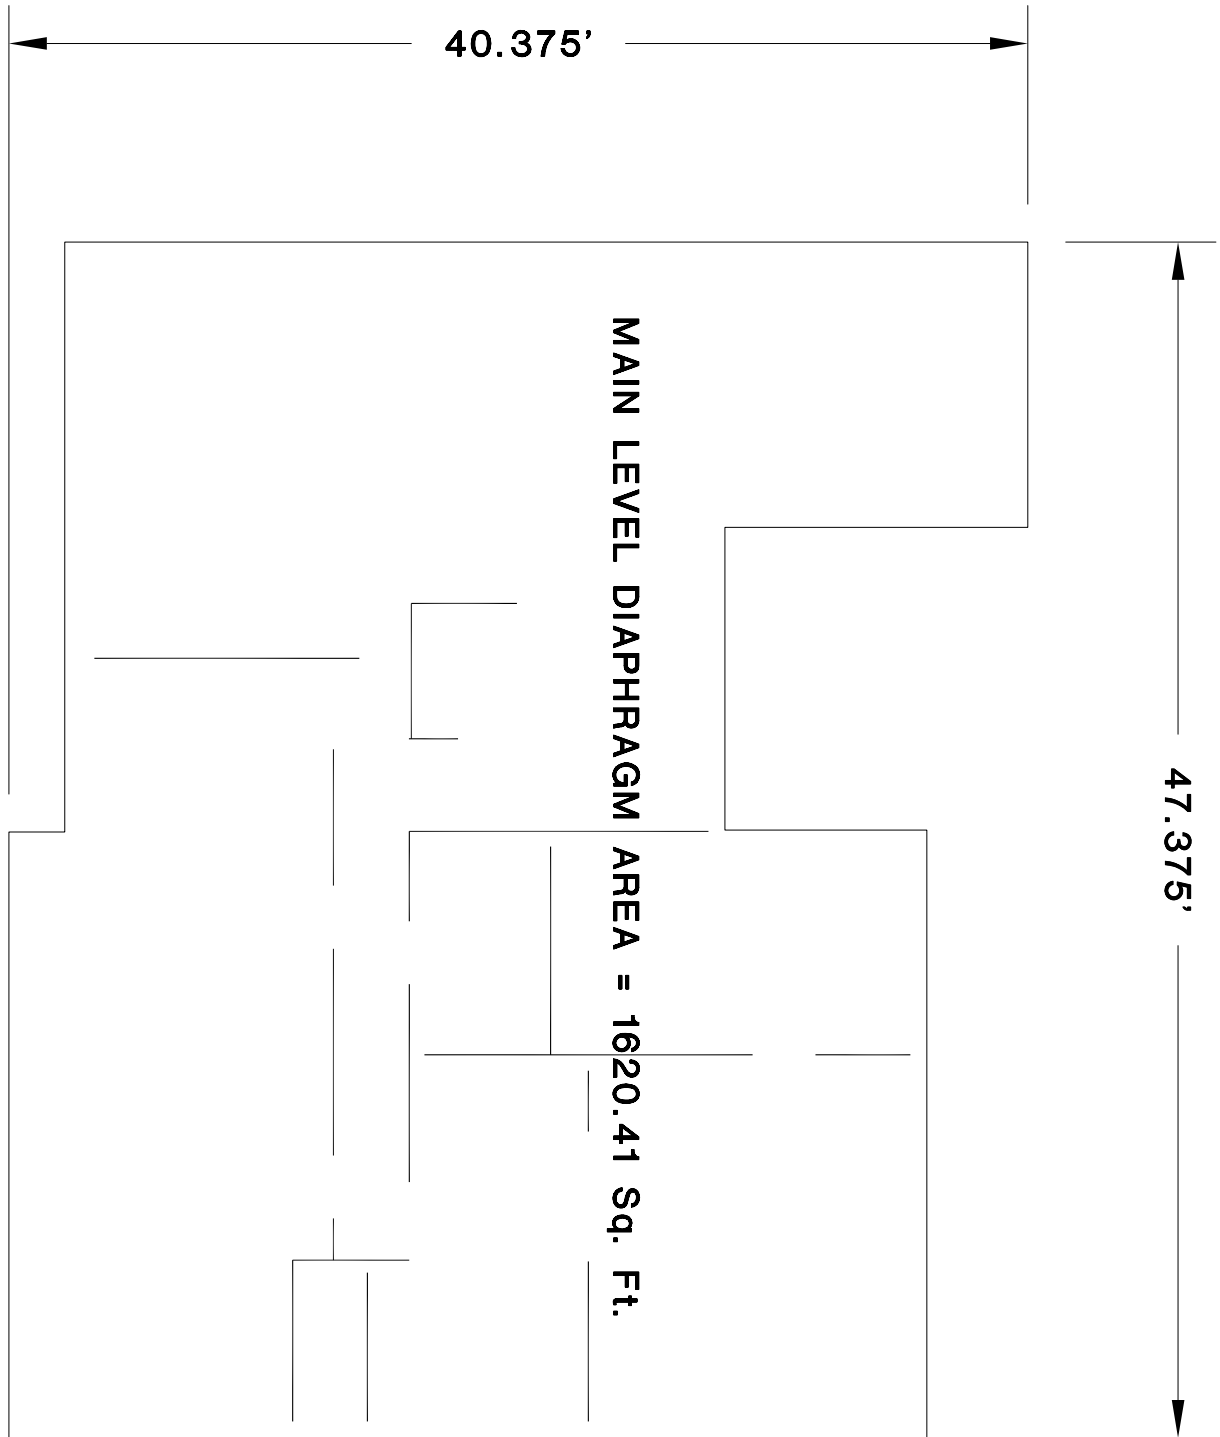 40.375’
MAIN LEVEL DIAPHRAGM AREA = 1620.41 Sq. Ft.
47.375’